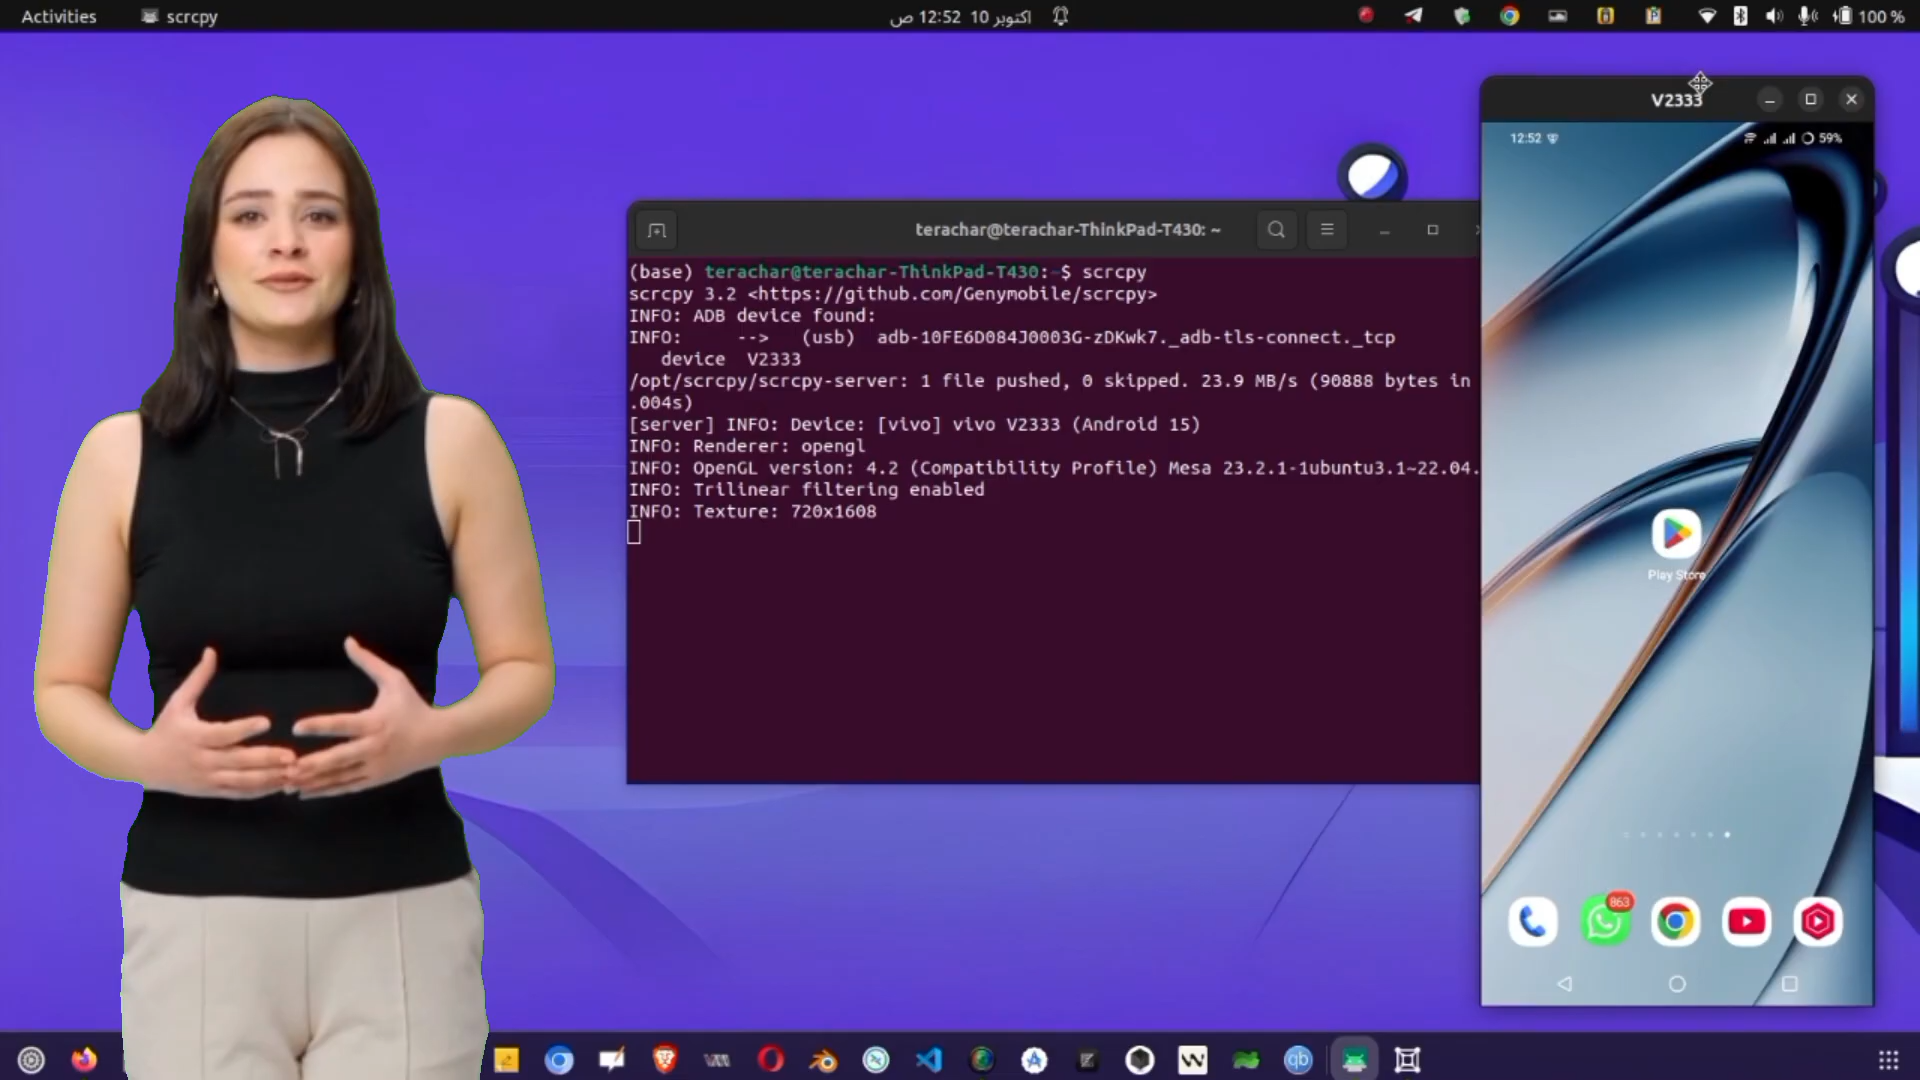 Activities
scrcpy
اكتوبر 10 12:52 ص
100 %
V2333
12:52
59%
terachar@terachar-ThinkPad-T430: ~
(base) terachar@terachar-ThinkPad-T430:~$ scrcpy
scrcpy 3.2 <https://github.com/Genymobile/scrcpy>
INFO: ADB device found:
INFO:     -->   (usb)  adb-10FE6D084J0003G-zDKwk7._adb-tls-connect._tcp
device  V2333
/opt/scrcpy/scrcpy-server: 1 file pushed, 0 skipped. 23.9 MB/s (90888 bytes in
.004s)
[server] INFO: Device: [vivo] vivo V2333 (Android 15)
INFO: Renderer: opengl
INFO: OpenGL version: 4.2 (Compatibility Profile) Mesa 23.2.1-1ubuntu3.1~22.04.
INFO: Trilinear filtering enabled
INFO: Texture: 720x1608
Play Store
863
qb